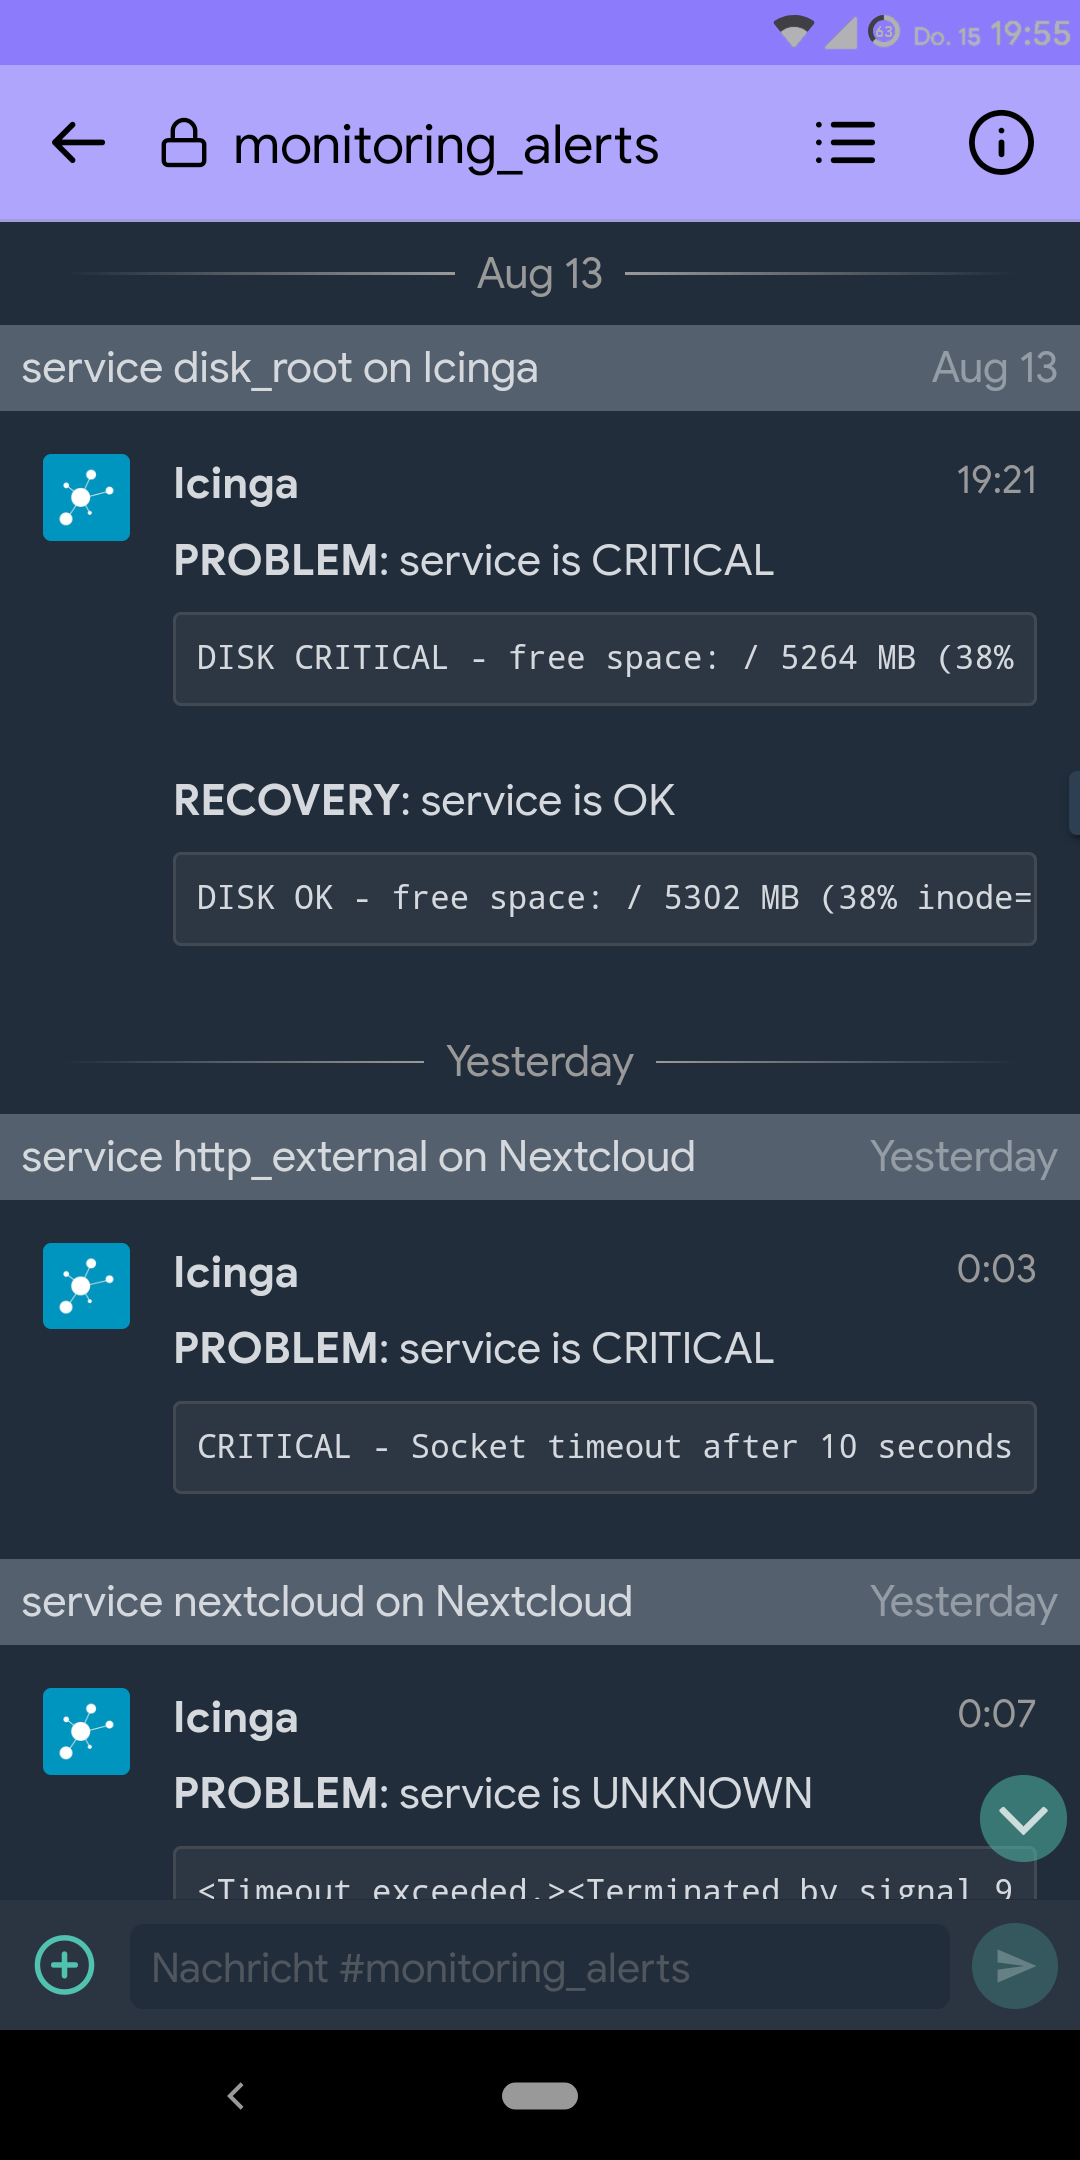 63 Do. 15 19:55
monitoring_alerts
Aug 13
service disk_root on Icinga Aug 13
Icinga 19:21
PROBLEM: service is CRITICAL
DISK CRITICAL - free space: / 5264 MB (38%
RECOVERY: service is OK
DISK OK - free space: / 5302 MB (38% inode=
Yesterday
service http_external on Nextcloud Yesterday
Icinga 0:03
PROBLEM: service is CRITICAL
CRITICAL - Socket timeout after 10 seconds
service nextcloud on Nextcloud Yesterday
Icinga 0:07
PROBLEM: service is UNKNOWN
<Timeout exceeded.><Terminated by signal 9
Nachricht #monitoring_alerts